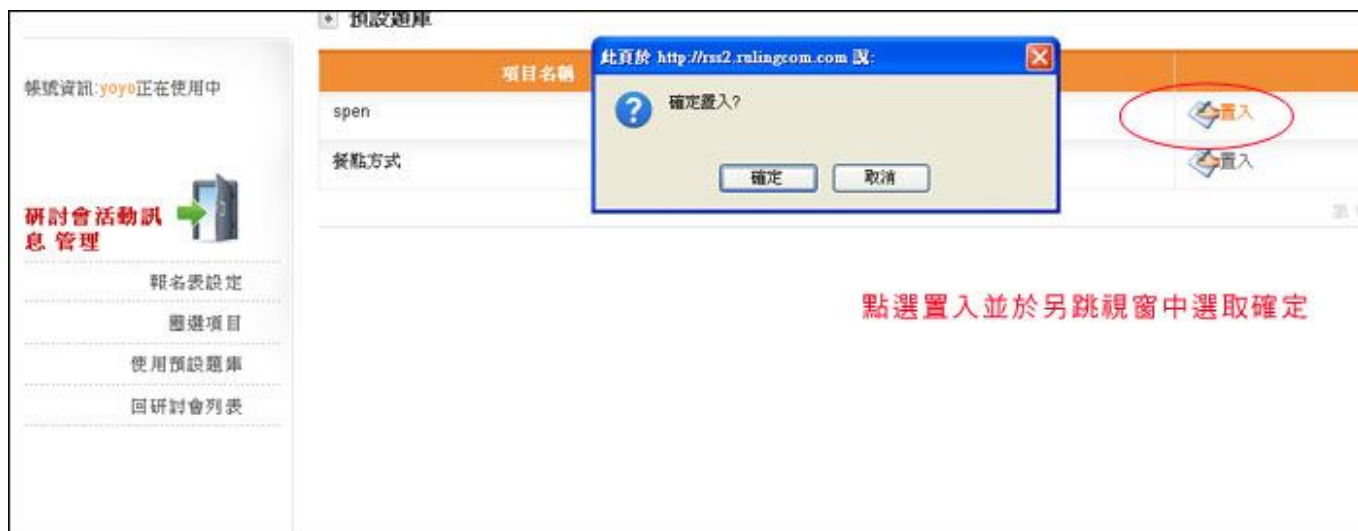 預設題庫
帳號資訊:yoyo正在使用中
研討會活動訊
息 管理
報名表設定
圈選項目
使用預設題庫
回研討會列表
項目名稱
spen
置入
餐點方式
置入
此頁於 http://rss2.rulingcom.com 說:
確定置入?
確定
取消
點選置入並於另跳視窗中選取確定
第